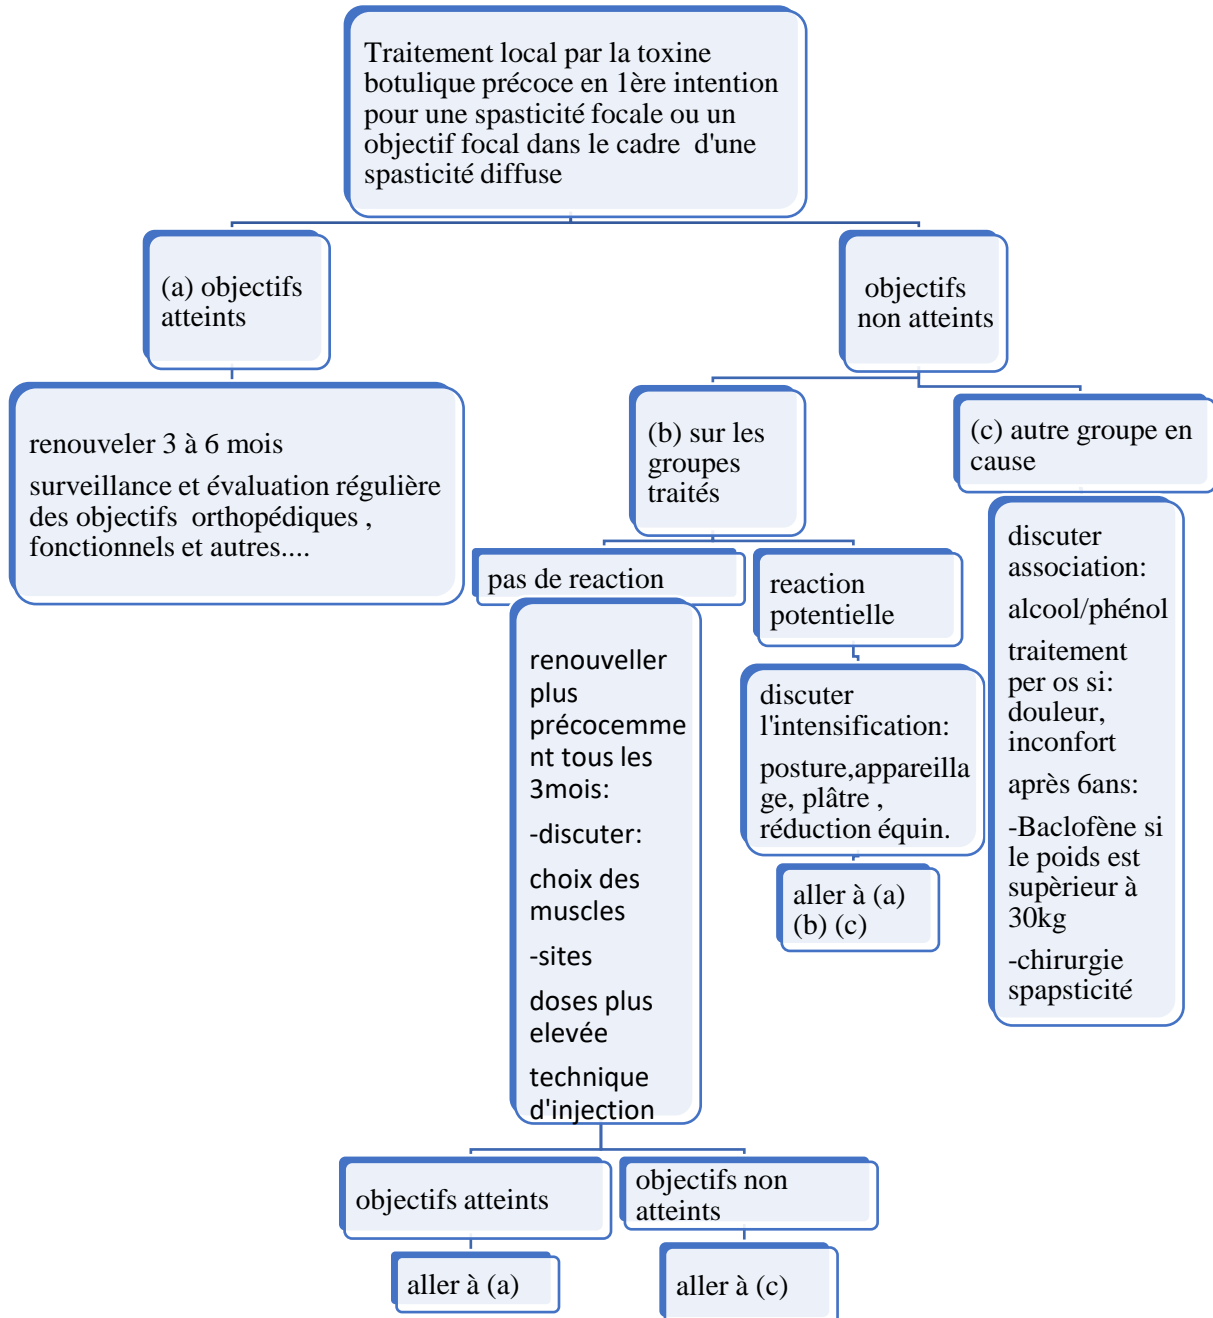 Traitement local par la toxine
botulique précoce en 1ère intention
pour une spasticité focale ou un
objectif focal dans le cadre  d'une
spasticité diffuse
(a) objectifs
atteints
objectifs
non atteints
renouveler 3 à 6 mois
surveillance et évaluation régulière
des objectifs  orthopédiques ,
fonctionnels et autres....
(b) sur les
groupes
traités
(c) autre groupe en
cause
pas de reaction
reaction
potentielle
renouveller
plus
précocemme
nt tous les
3mois:
-discuter:
choix des
muscles
-sites
doses plus
elevée
technique
d'injection
discuter
l'intensification:
posture,appareilla
ge, plâtre ,
réduction équin.
aller à (a)
(b) (c)
discuter
association:
alcool/phénol
traitement
per os si:
douleur,
inconfort
après 6ans:
-Baclofène si
le poids est
supèrieur à
30kg
-chirurgie
spapsticité
objectifs atteints
objectifs non
atteints
aller à (a)
aller à (c)